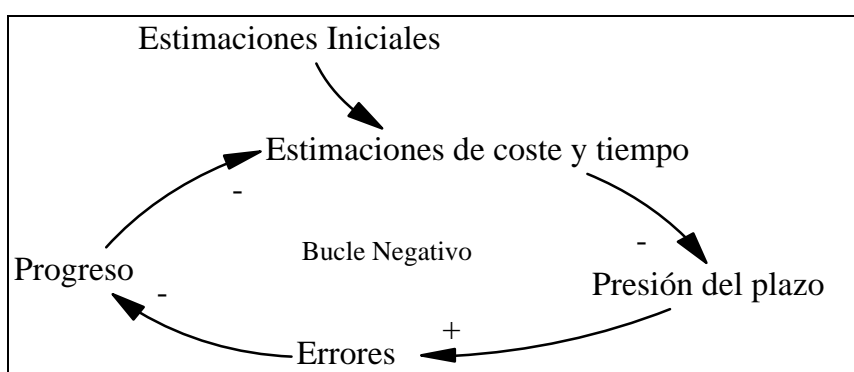 Estimaciones Iniciales
Estimaciones de coste y tiempo
-
-
Bucle Negativo
Progreso
Presión del plazo
-
+
Errores